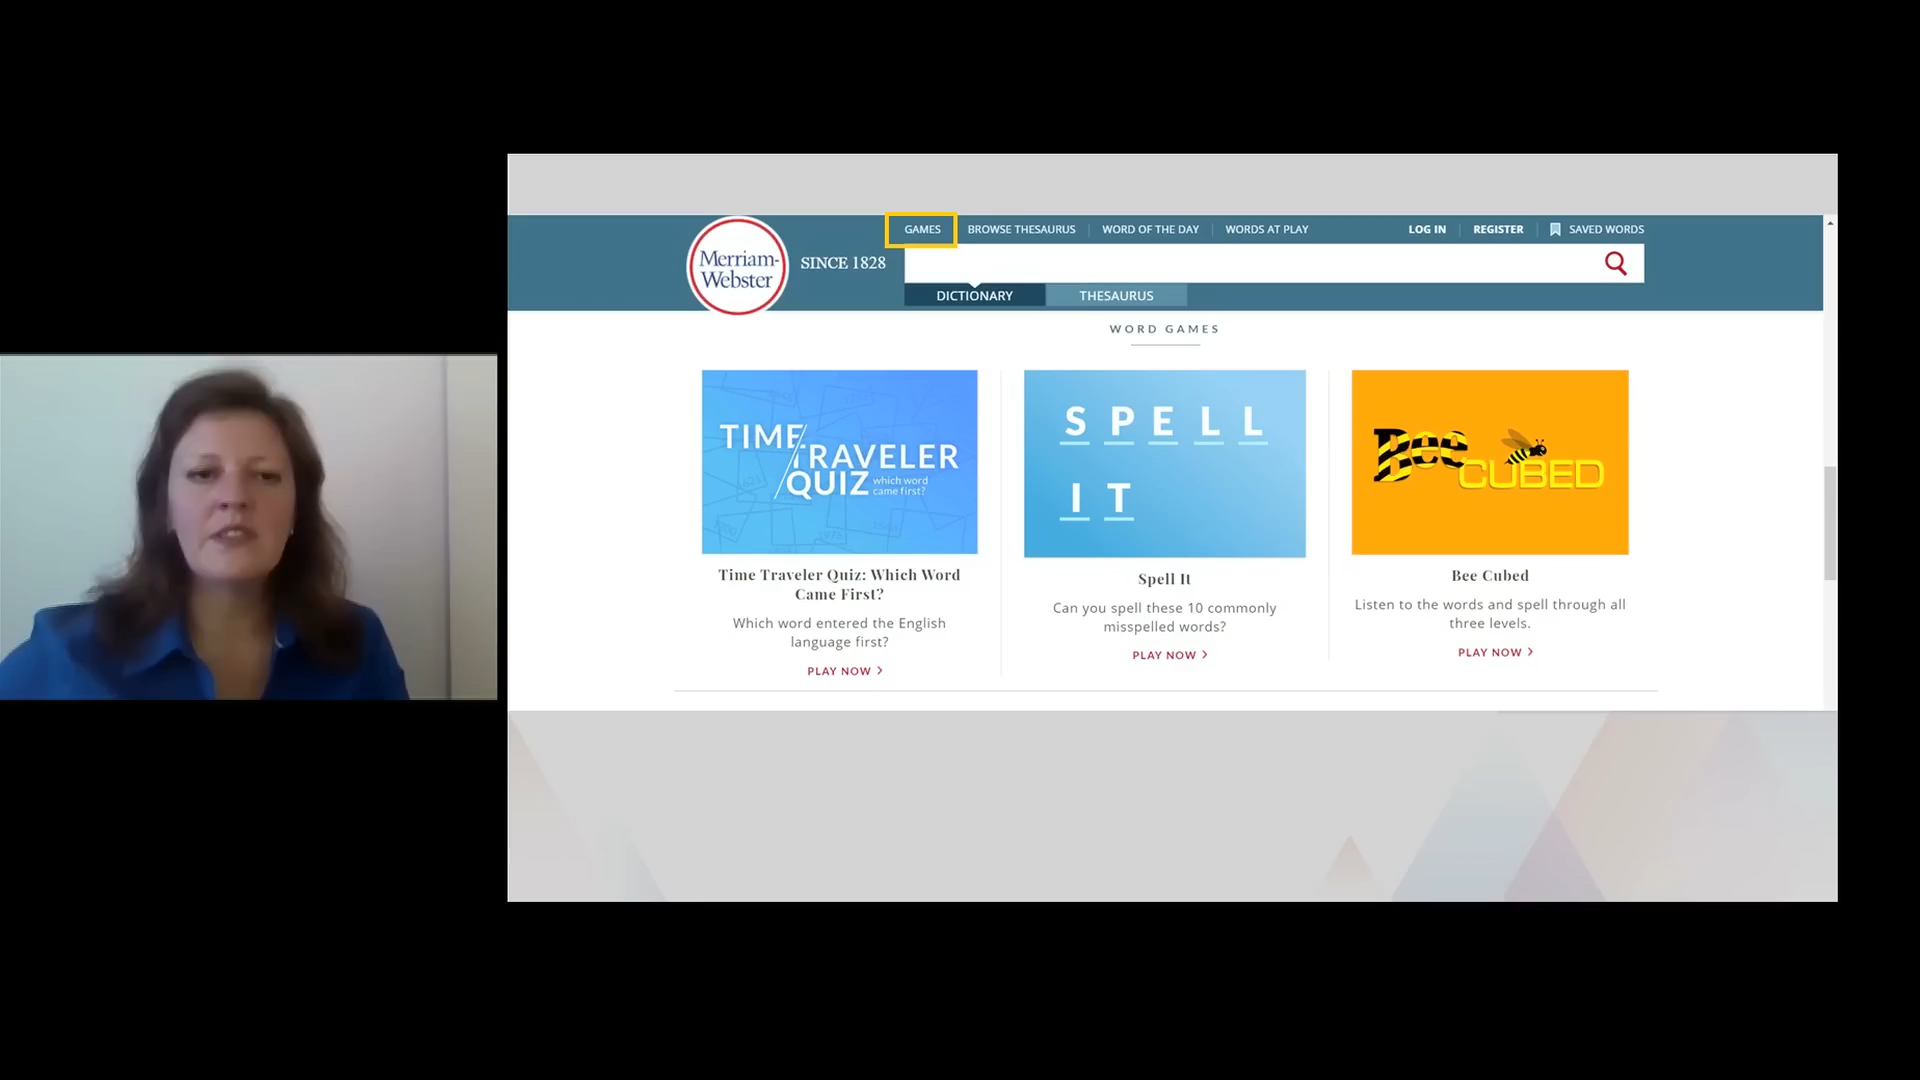 GAMES
BROWSE THESAURUS
WORD OF THE DAY
WORDS AT PLAY
LOG IN
REGISTER
SAVED WORDS
Merriam-
Webster
SINCE 1828
DICTIONARY
THESAURUS
WORD GAMES
TIME
TRAVELER
QUIZ which word
came first?
Time Traveler Quiz: Which Word
Came First?
Which word entered the English
language first?
PLAY NOW >
SPELL
IT
Spell It
Can you spell these 10 commonly
misspelled words?
PLAY NOW >
Bee
CUBED
Bee Cubed
Listen to the words and spell through all
three levels.
PLAY NOW >